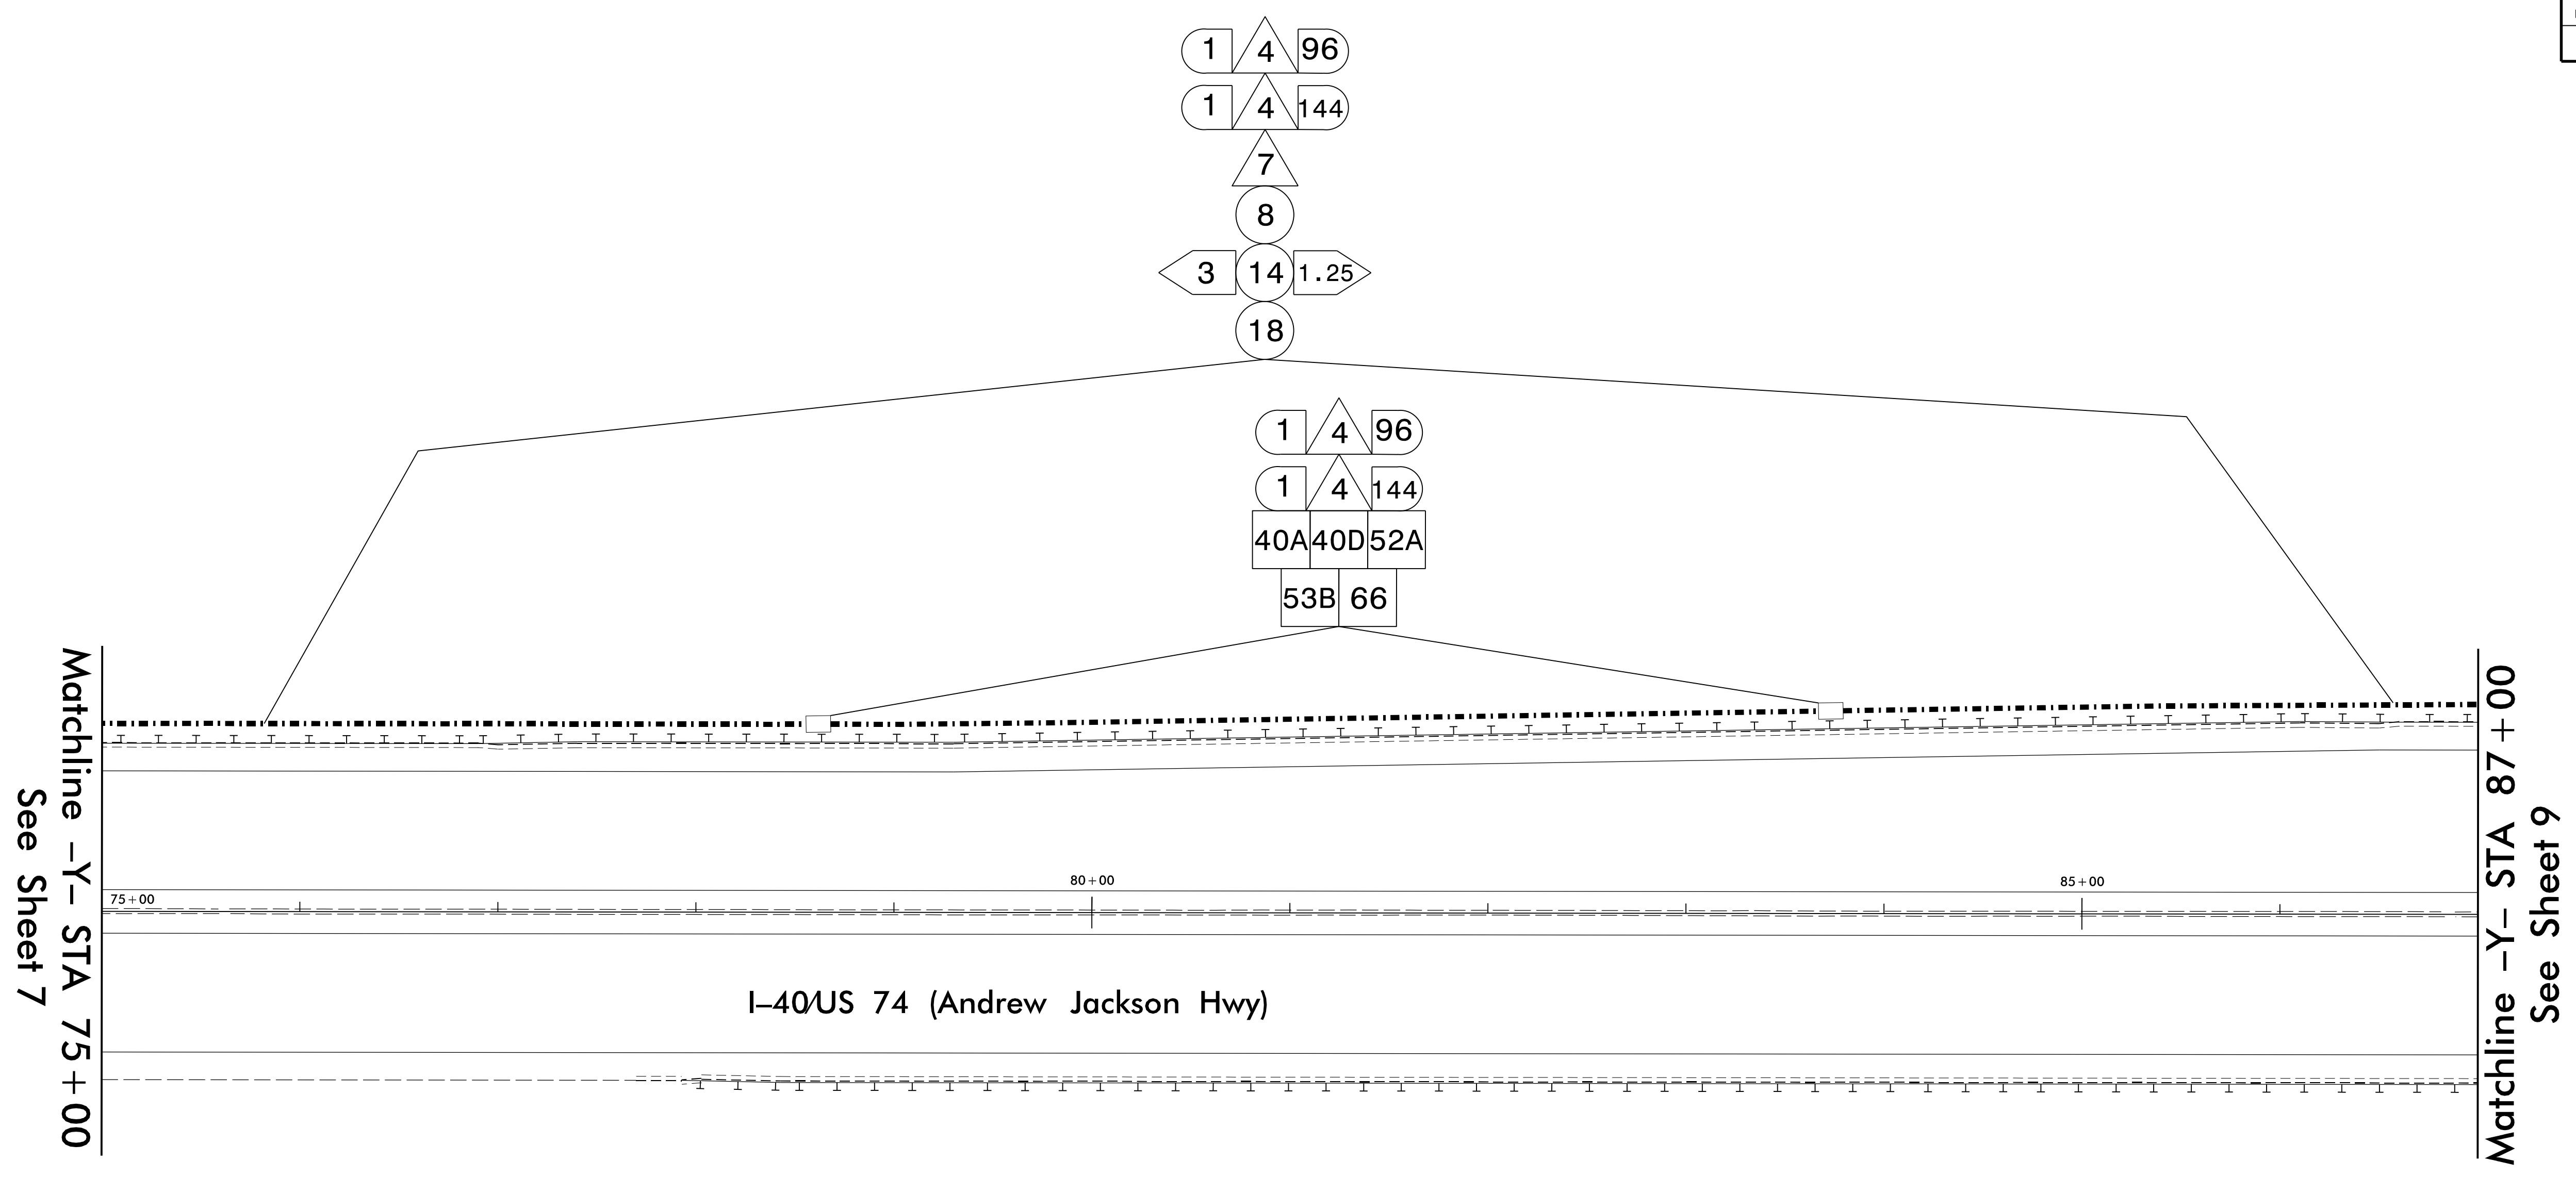 1 4 96
1 4 144
7
8
3 14 1.25
18
1 4 96
1 4 144
40A 40D 52A
53B 66
Matchline -Y- STA 75+00
See Sheet 7
Matchline -Y- STA 87+00
See Sheet 9
75+00
80+00
85+00
I-40/US 74 (Andrew Jackson Hwy)